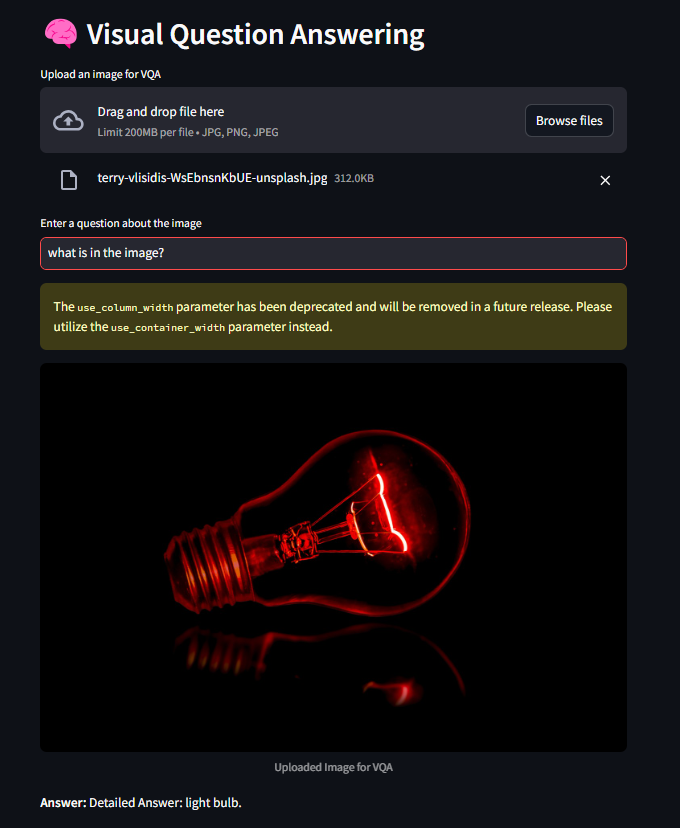 Visual Question Answering
Upload an image for VQA
Drag and drop file here
Limit 200MB per file • JPG, PNG, JPEG
Browse files
terry-vlisidis-WsEbnsnKbUE-unsplash.jpg 312.0KB
Enter a question about the image
what is in the image?
The use_column_width parameter has been deprecated and will be removed in a future release. Please
utilize the use_container_width parameter instead.
Uploaded Image for VQA
Answer: Detailed Answer: light bulb.